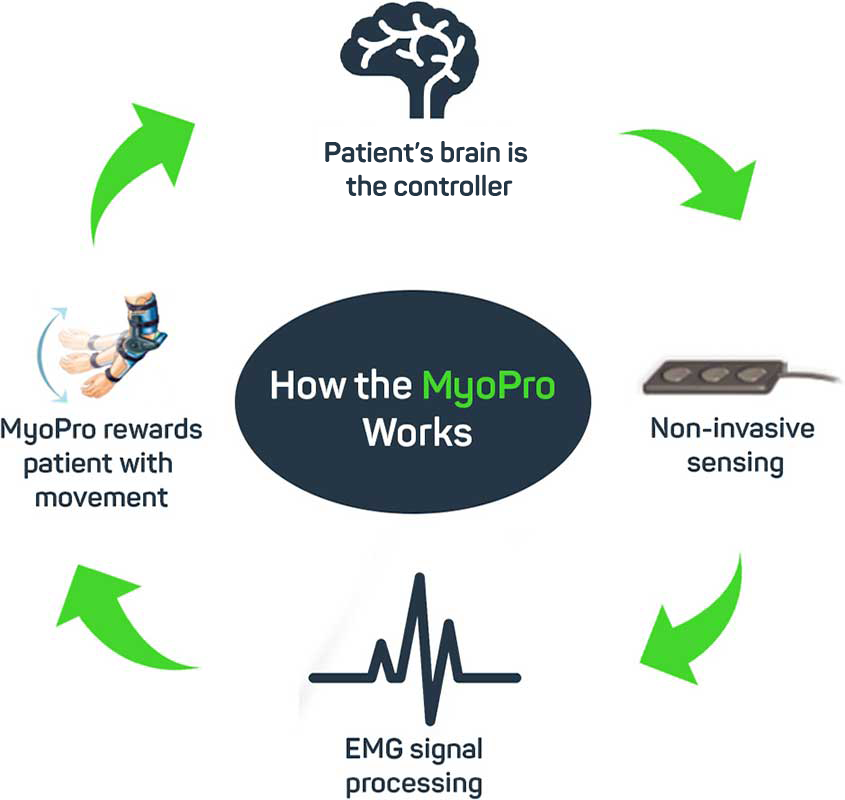 Patient's brain is
the controller
Non-invasive
sensing
EMG signal
processing
MyoPro rewards
patient with
movement
How the MyoPro
Works